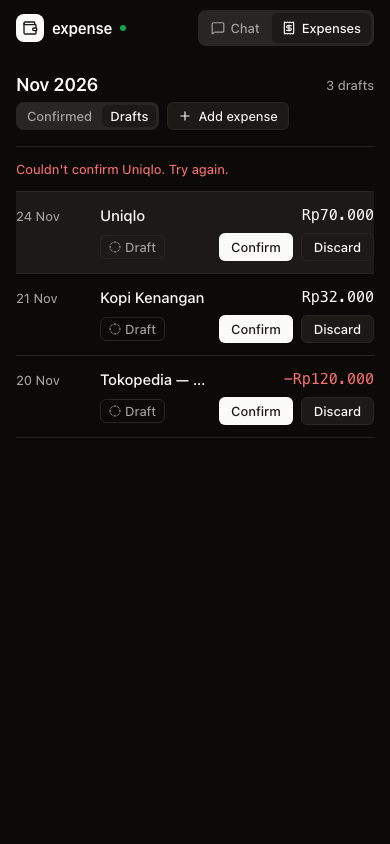 expense
Chat
Expenses
Nov 2026
3 drafts
Confirmed
Drafts
Add expense
Couldn't confirm Uniqlo. Try again.
24 Nov
Uniqlo
Rp70.000
Draft
Confirm
Discard
21 Nov
Kopi Kenangan
Rp32.000
Draft
Confirm
Discard
20 Nov
Tokopedia — ...
−Rp120.000
Draft
Confirm
Discard